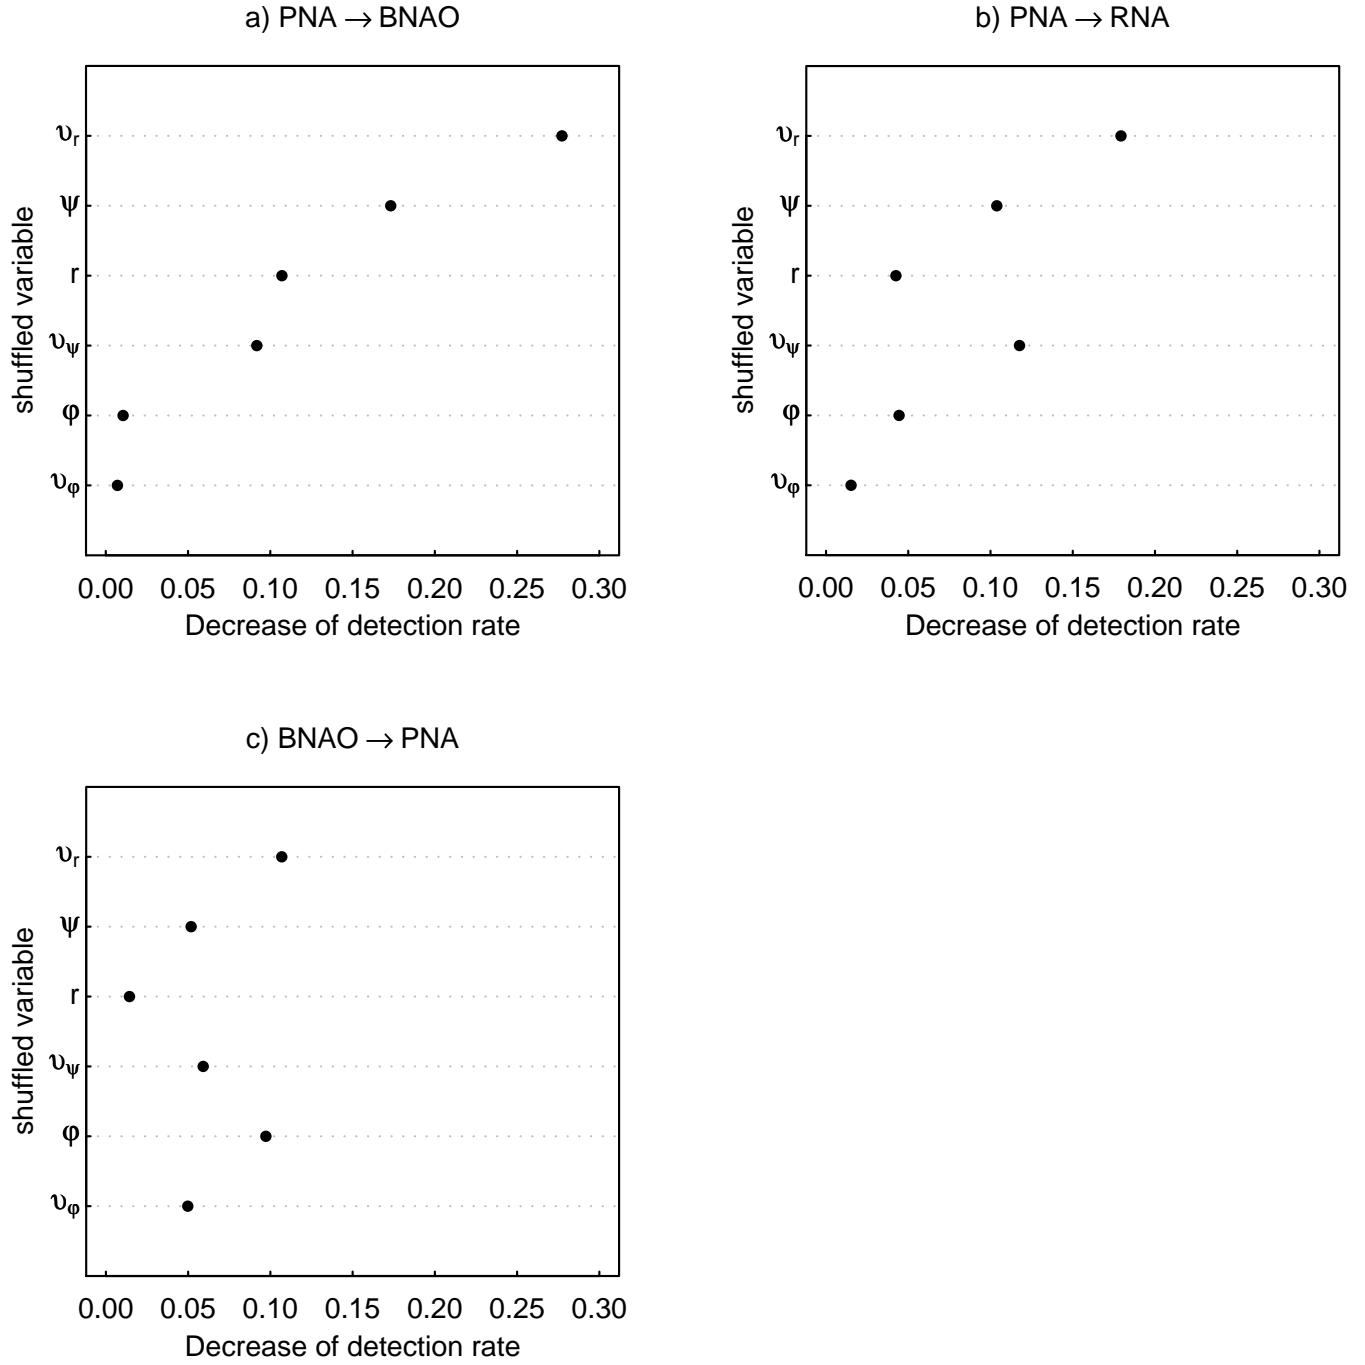 a) PNA → BNAO
b) PNA → RNA
υr
ψ
r
υψ
φ
υφ
shuffled variable
0.00 0.05 0.10 0.15 0.20 0.25 0.30
Decrease of detection rate
υr
ψ
r
υψ
φ
υφ
shuffled variable
0.00 0.05 0.10 0.15 0.20 0.25 0.30
Decrease of detection rate
c) BNAO → PNA
υr
ψ
r
υψ
φ
υφ
shuffled variable
0.00 0.05 0.10 0.15 0.20 0.25 0.30
Decrease of detection rate